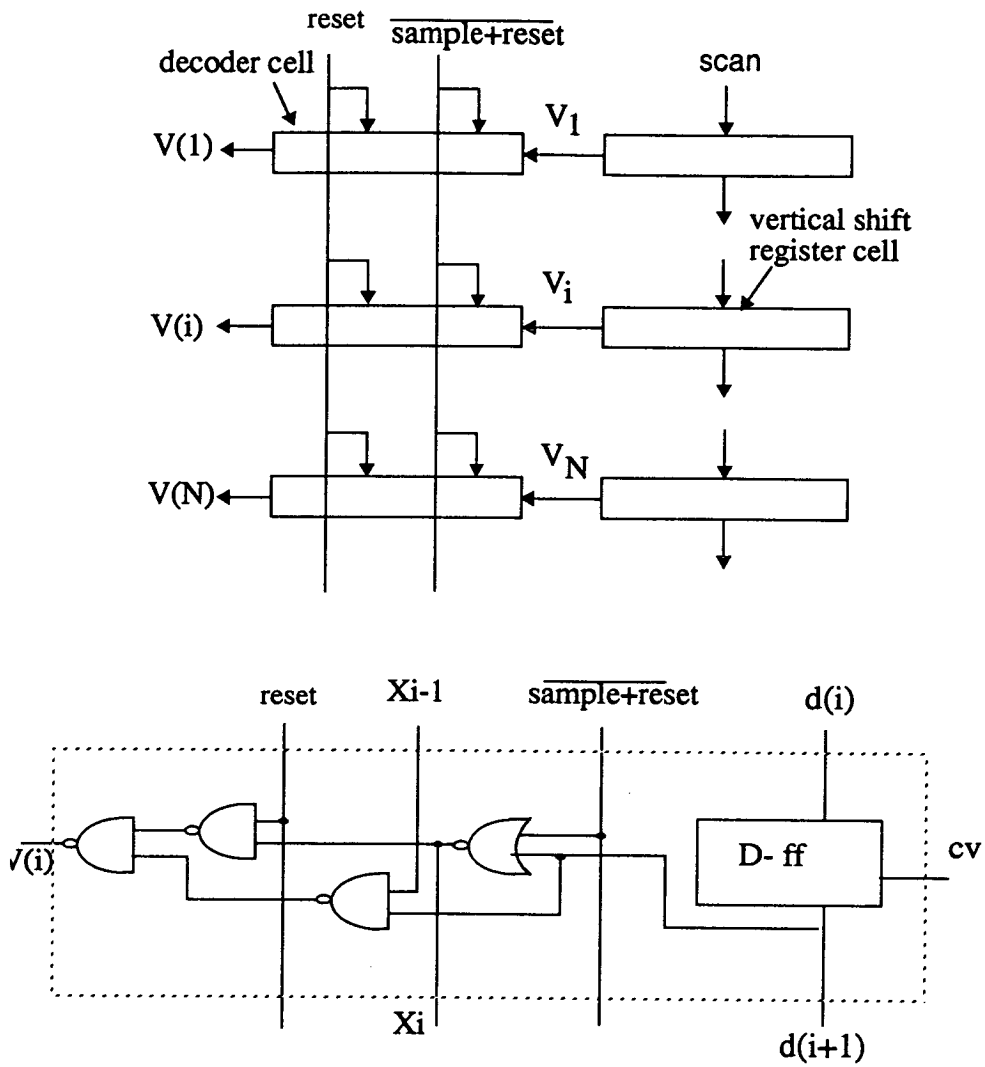 reset
sample+reset
decoder cell
scan
V1
V(1)
vertical shift
register cell
Vi
V(i)
VN
V(N)
reset
Xi-1
sample+reset
d(i)
V(i)
D- ff
cv
Xi
d(i+1)